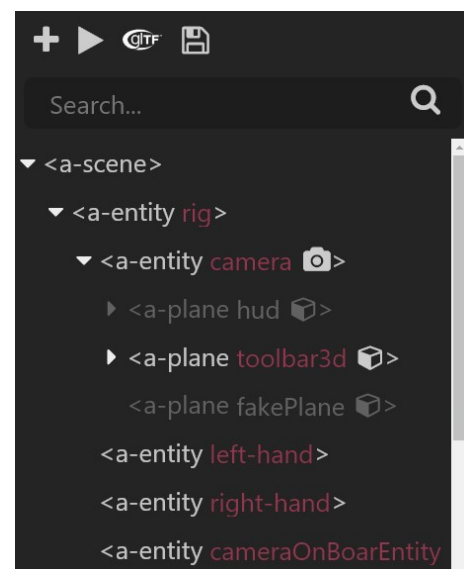 glTF
Search...
<a-scene>
<a-entity rig>
<a-entity camera >
<a-plane hud >
<a-plane toolbar3d >
<a-plane fakePlane >
<a-entity left-hand>
<a-entity right-hand>
<a-entity cameraOnBoarEntity